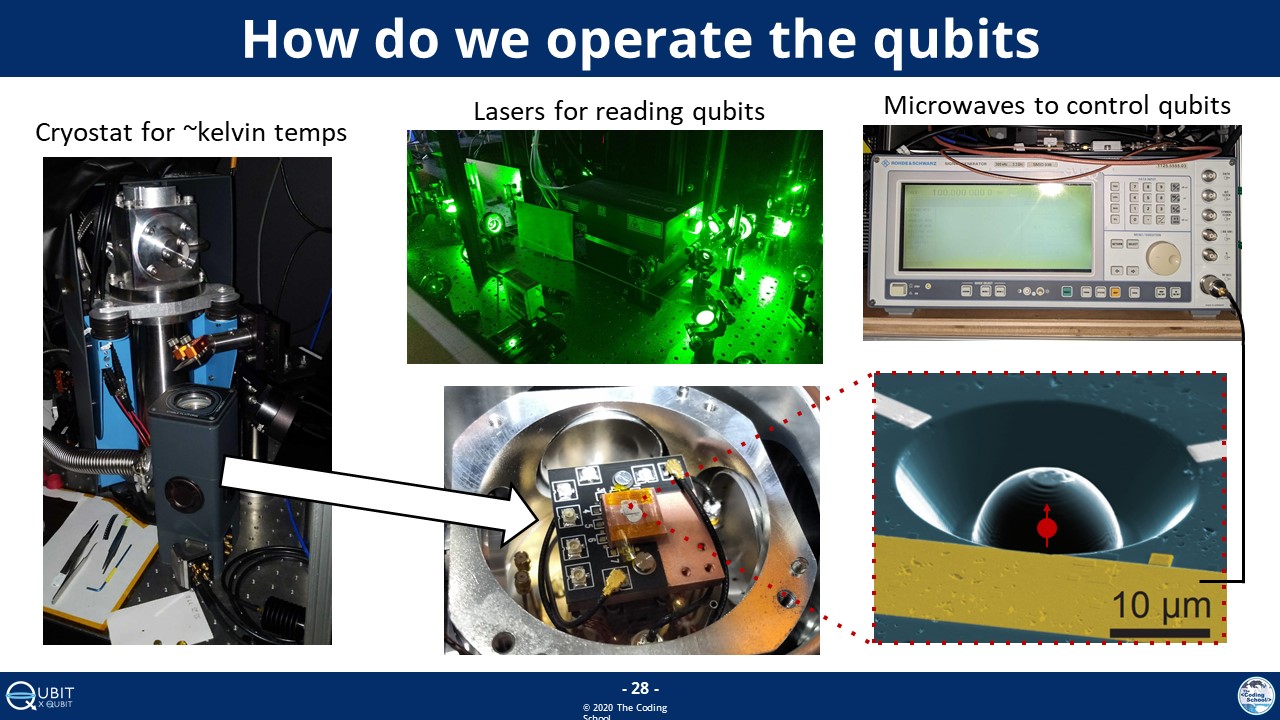 How do we operate the qubits
Cryostat for ~kelvin temps
Lasers for reading qubits
Microwaves to control qubits
ROHDE&SCHWARZ
10 µm
QUBIT
X QUBIT
- 28 -
© 2020 The Coding
School
The
Coding
School